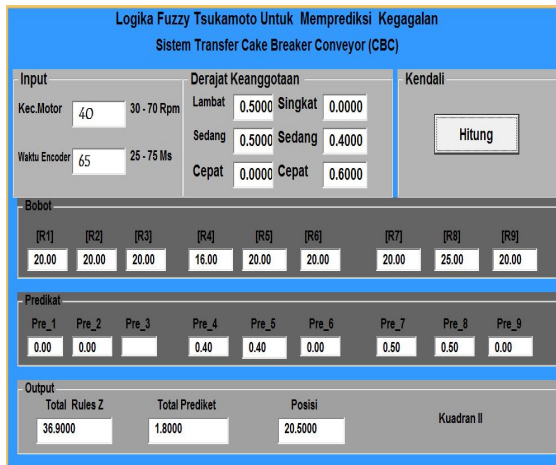 Logika Fuzzy Tsukamoto Untuk Memprediksi Kegagalan
Sistem Transfer Cake Breaker Conveyor (CBC)
Input
Kec.Motor 40 30 - 70 Rpm
Waktu Encoder 65 25 - 75 Ms
Derajat Keanggotaan
Lambat 0.5000 Singkat 0.0000
Sedang 0.5000 Sedang 0.4000
Cepat 0.0000 Cepat 0.6000
Kendali
Hitung
Bobot
[R1] [R2] [R3] [R4] [R5] [R6] [R7] [R8] [R9]
20.00 20.00 20.00 16.00 20.00 20.00 20.00 25.00 20.00
Predikat
Pre_1 Pre_2 Pre_3 Pre_4 Pre_5 Pre_6 Pre_7 Pre_8 Pre_9
0.00 0.00 0.40 0.40 0.00 0.50 0.50 0.00
Output
Total Rules Z Total Prediket Posisi
36.9000 1.8000 20.5000 Kuadran II